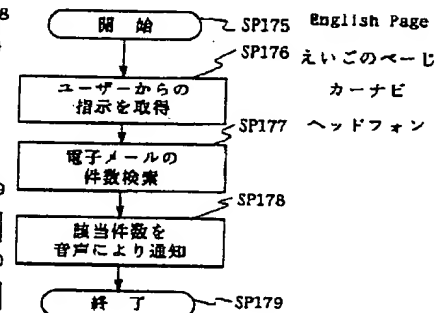 開始
SP175
English Page
SP176
えいごのぺーじ
ユーザーからの
指示を取得
カーナビ
SP177
ヘッドフォン
電子メールの
件数検索
SP178
該当件数を
音声により通知
終了
SP179